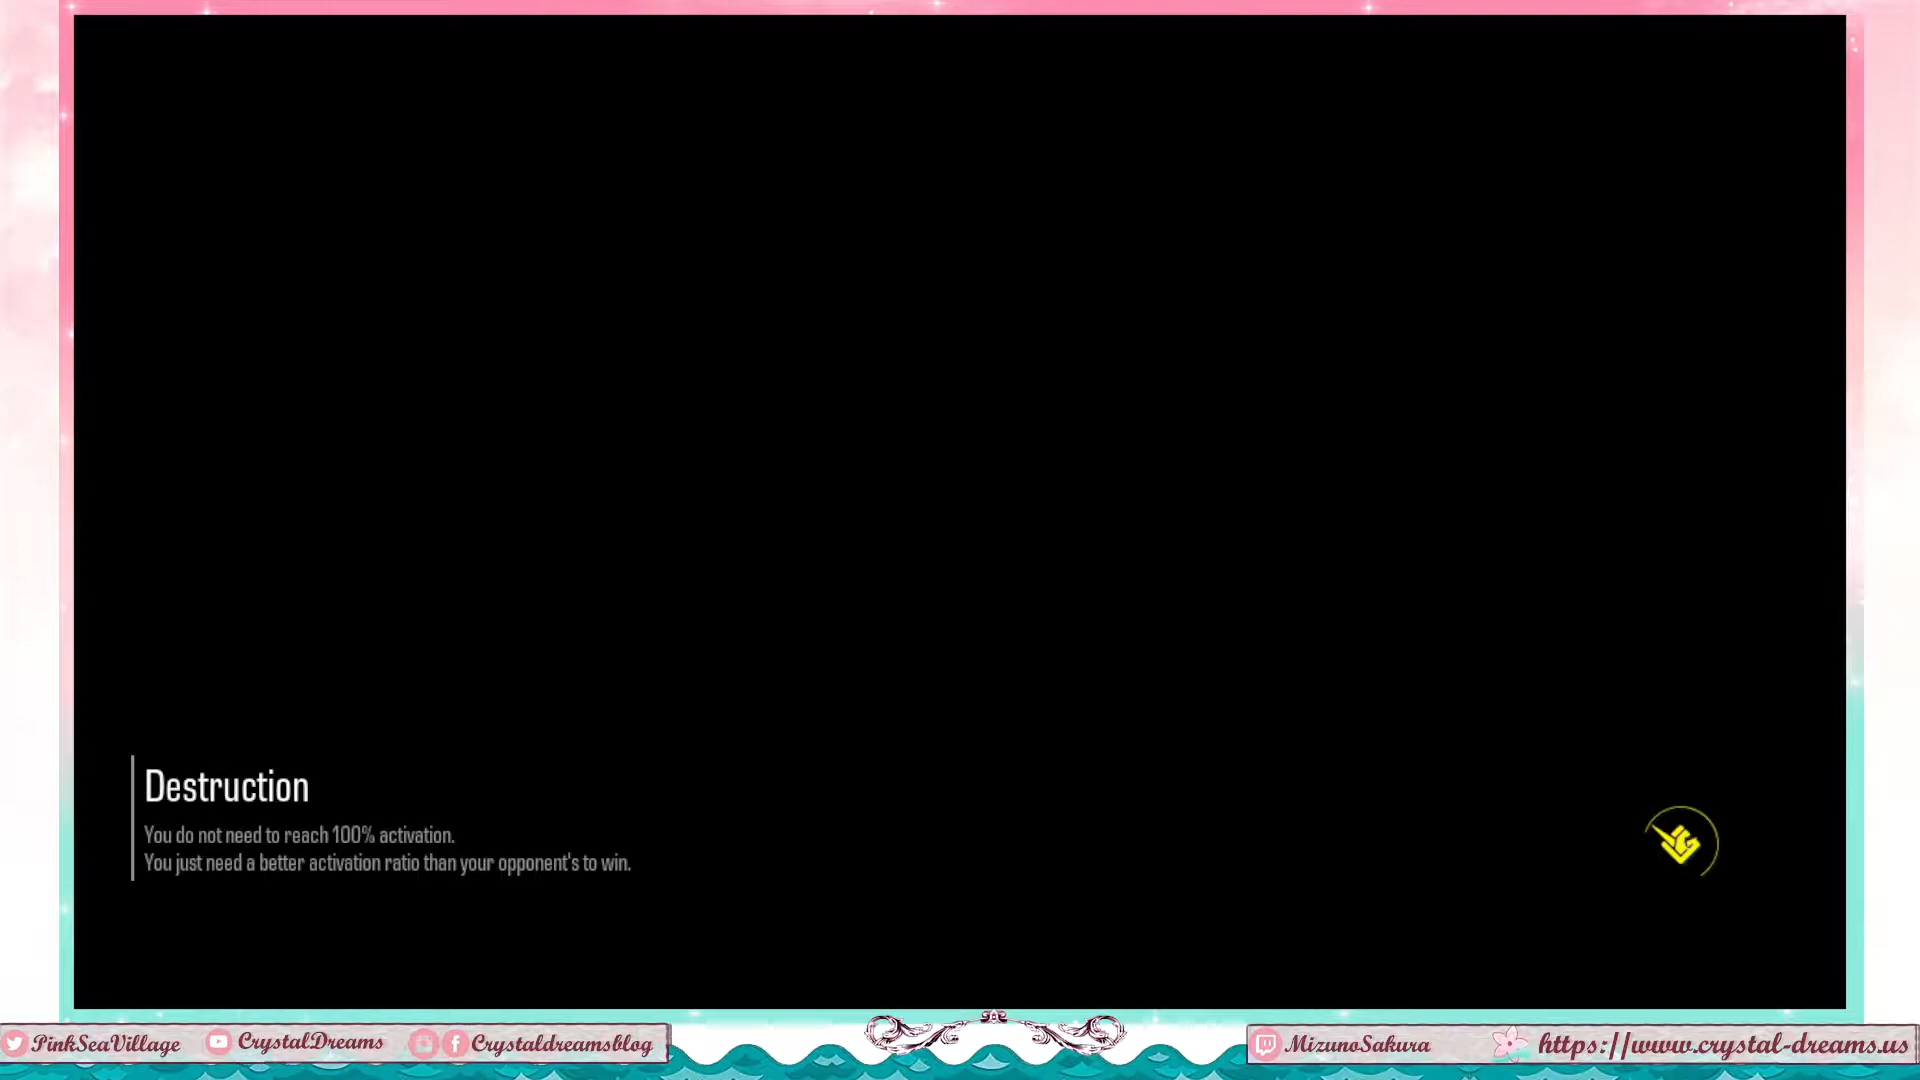 Destruction
You do not need to reach 100% activation.
You just need a better activation ratio than your opponent's to win.
PinkSeaVillage CrystalDreams Crystaldreamsblog MizunoSakura https://www.crystal-dreams.us